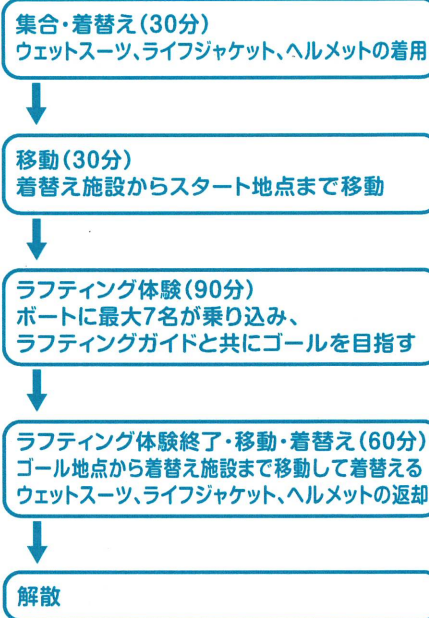 集合・着替え(30分)
ウェットスーツ、ライフジャケット、ヘルメットの着用
移動(30分)
着替え施設からスタート地点まで移動
ラフティング体験(90分)
ボートに最大7名が乗り込み、
ラフティングガイドと共にゴールを目指す
ラフティング体験終了・移動・着替え(60分)
ゴール地点から着替え施設まで移動して着替える
ウェットスーツ、ライフジャケット、ヘルメットの返却
解散